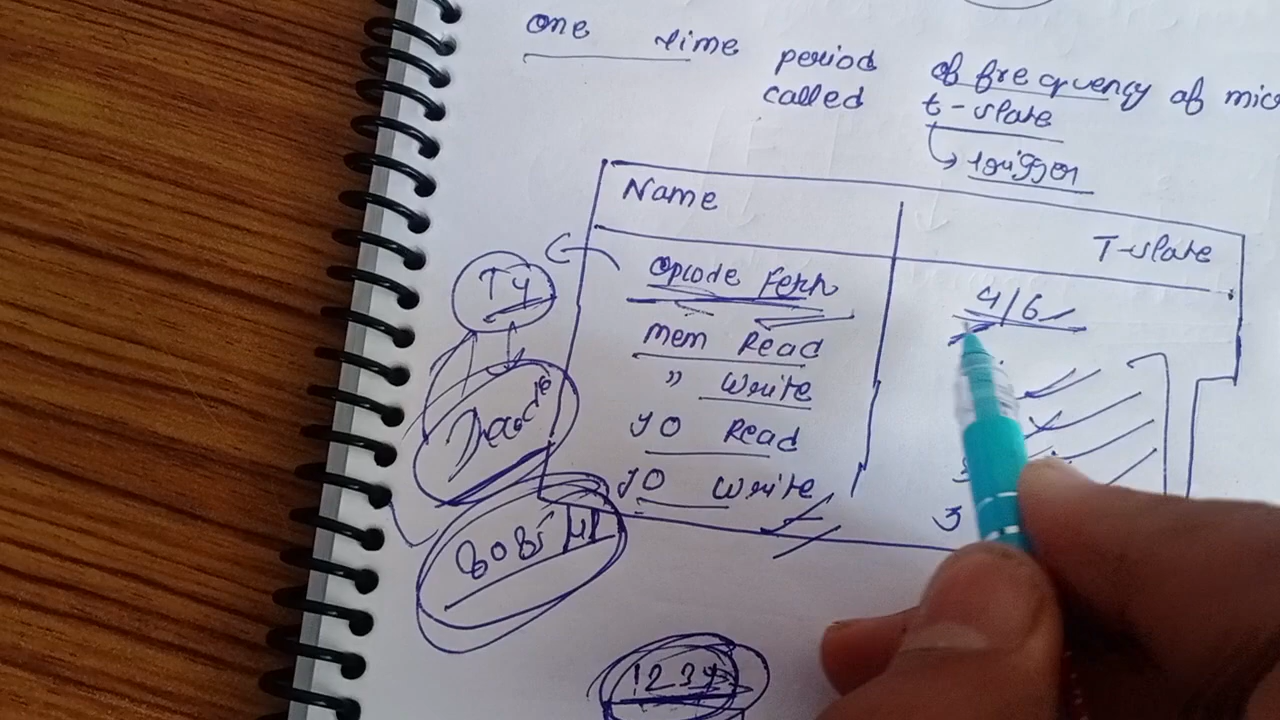 one time period of frequency of mic
called t-state
trigger
Name T-state
opcode Fetch 4/6
T4
mem Read
" Write
IO Read
IO Write 3
8085 μP
1234